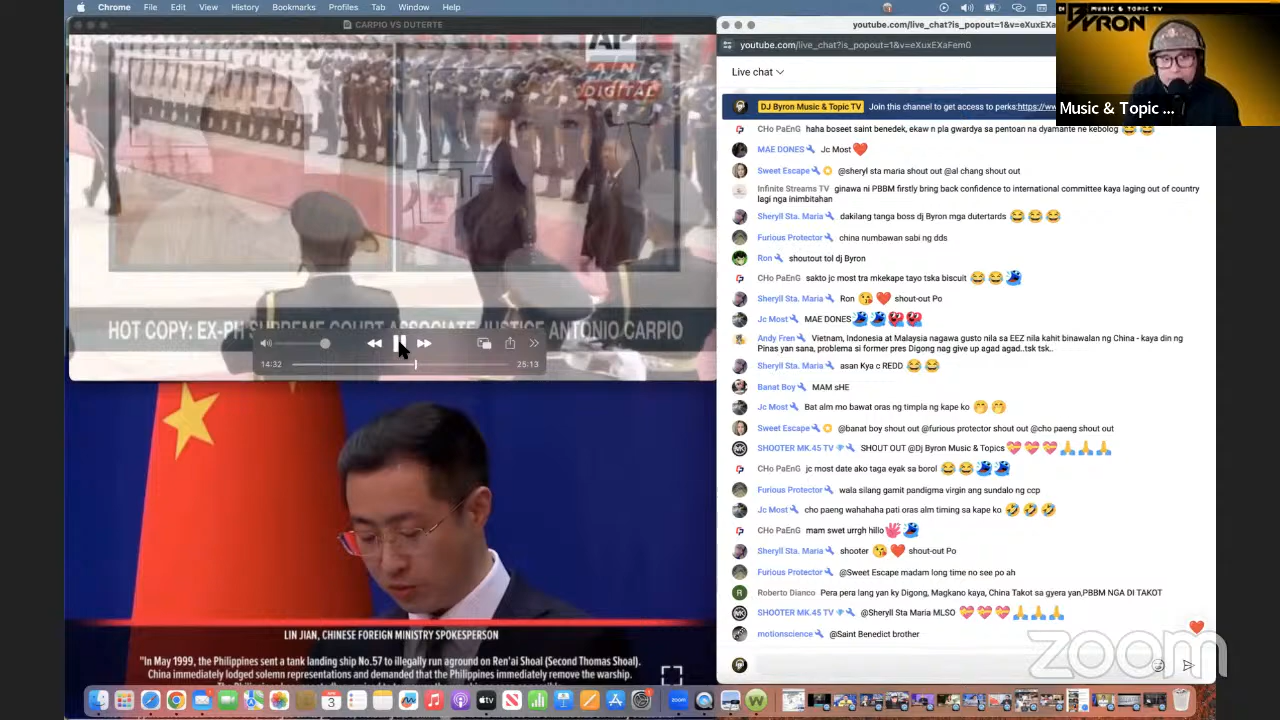 Chrome File Edit View History Bookmarks Profiles Tab Window Help
CARPIO VS DUTERTE
AP
DIGITAL
HOT COPY: EX-PH SUPREME COURT ASSOCIATE JUSTICE ANTONIO CARPIO
14:32
25:13
LIN JIAN, CHINESE FOREIGN MINISTRY SPOKESPERSON
"In May 1999, the Philippines sent a tank landing ship No.57 to illegally run aground on Ren'ai Shoal (Second Thomas Shoal).
China immediately lodged solemn representations and demanded that the Philippines immediately remove the warship.
youtube.com/live_chat?is_popout=1&v=eXuxEXa
youtube.com/live_chat?is_popout=1&v=eXuxEXaFem0
Live chat
DJ Byron Music & Topic TV Join this channel to get access to perks:https://ww
CHo PaEnG haha boseet saint benedek, ekaw n pla gwardya sa pentoan na dyamante ne kebolog 😂 😂
MAE DONES Jc Most ❤️
Sweet Escape @sheryl sta maria shout out @al chang shout out
Infinite Streams TV ginawa ni PBBM firstly bring back confidence to international committee kaya laging out of country
lagi nga inimbitahan
Sheryll Sta. Maria dakilang tanga boss dj Byron mga dutertards 😂 😂 😂
Furious Protector china numbawan sabi ng dds
Ron shoutout tol dj Byron
CHo PaEnG sakto jc most tra mkekape tayo tska biscuit 😂 😂
Sheryll Sta. Maria Ron 😘 ❤️ shout-out Po
Jc Most MAE DONES
Andy Fren Vietnam, Indonesia at Malaysia nagawa gusto nila sa EEZ nila kahit binawalan ng China - kaya din ng
Pinas yan sana, problema si former pres Digong nag give up agad agad..tsk tsk..
Sheryll Sta. Maria asan Kya c REDD 😂 😂
Banat Boy MAM sHE
Jc Most Bat alm mo bawat oras ng timpla ng kape ko 🤭 🤭
Sweet Escape @banat boy shout out @furious protector shout out @cho paeng shout out
SHOOTER MK.45 TV SHOUT OUT @Dj Byron Music & Topics 💝 💝 💝 🙏 🙏 🙏
CHo PaEnG jc most date ako taga eyak sa borol 😂 😂
Furious Protector wala silang gamit pandigma virgin ang sundalo ng ccp
Jc Most cho paeng wahahaha pati oras alm timing sa kape ko 🤣 🤣 🤣
CHo PaEnG mam swet urrgh hillo
Sheryll Sta. Maria shooter 😘 ❤️ shout-out Po
Furious Protector @Sweet Escape madam long time no see po ah
R Roberto Dianco Pera pera lang yan ky Digong, Magkano kaya, China Takot sa gyera yan,PBBM NGA DI TAKOT
SHOOTER MK.45 TV @Sheryll Sta Maria MLSO 💝 💝 💝 🙏 🙏 🙏
motionscience @Saint Benedict brother
MUSIC & TOPIC TV
BYRON
Music & Topic ...
zoom